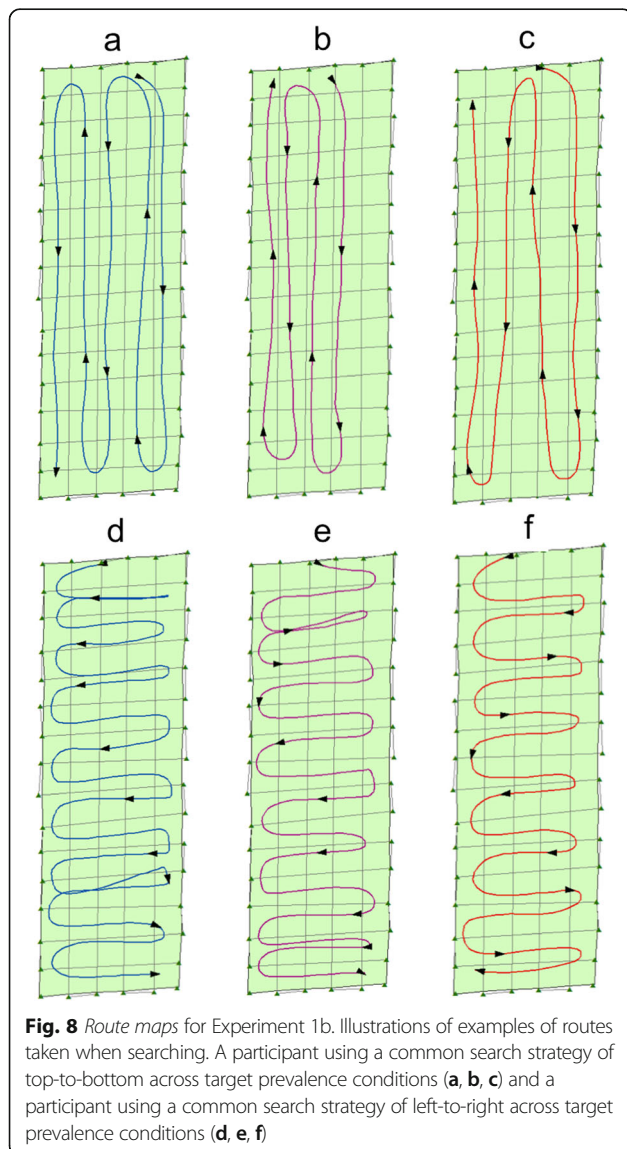 a b c
d e f
Fig. 8 Route maps for Experiment 1b. Illustrations of examples of routes
taken when searching. A participant using a common search strategy of
top-to-bottom across target prevalence conditions (a, b, c) and a
participant using a common search strategy of left-to-right across target
prevalence conditions (d, e, f)